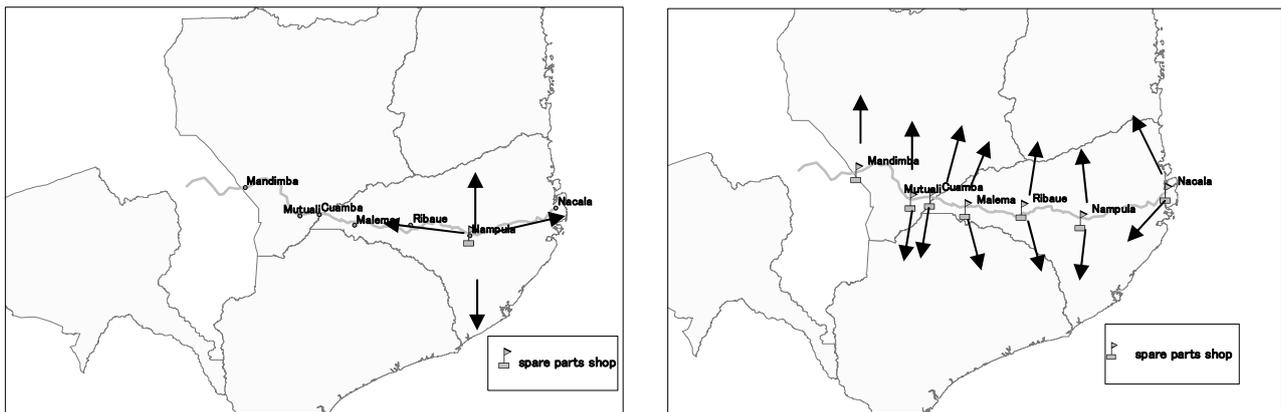 Mandimba
Mutuali
Cuamba
Malema
Ribaue
Nampula
Nacala
spare parts shop
Mandimba
Mutuali
Cuamba
Malema
Ribaue
Nampula
Nacala
spare parts shop